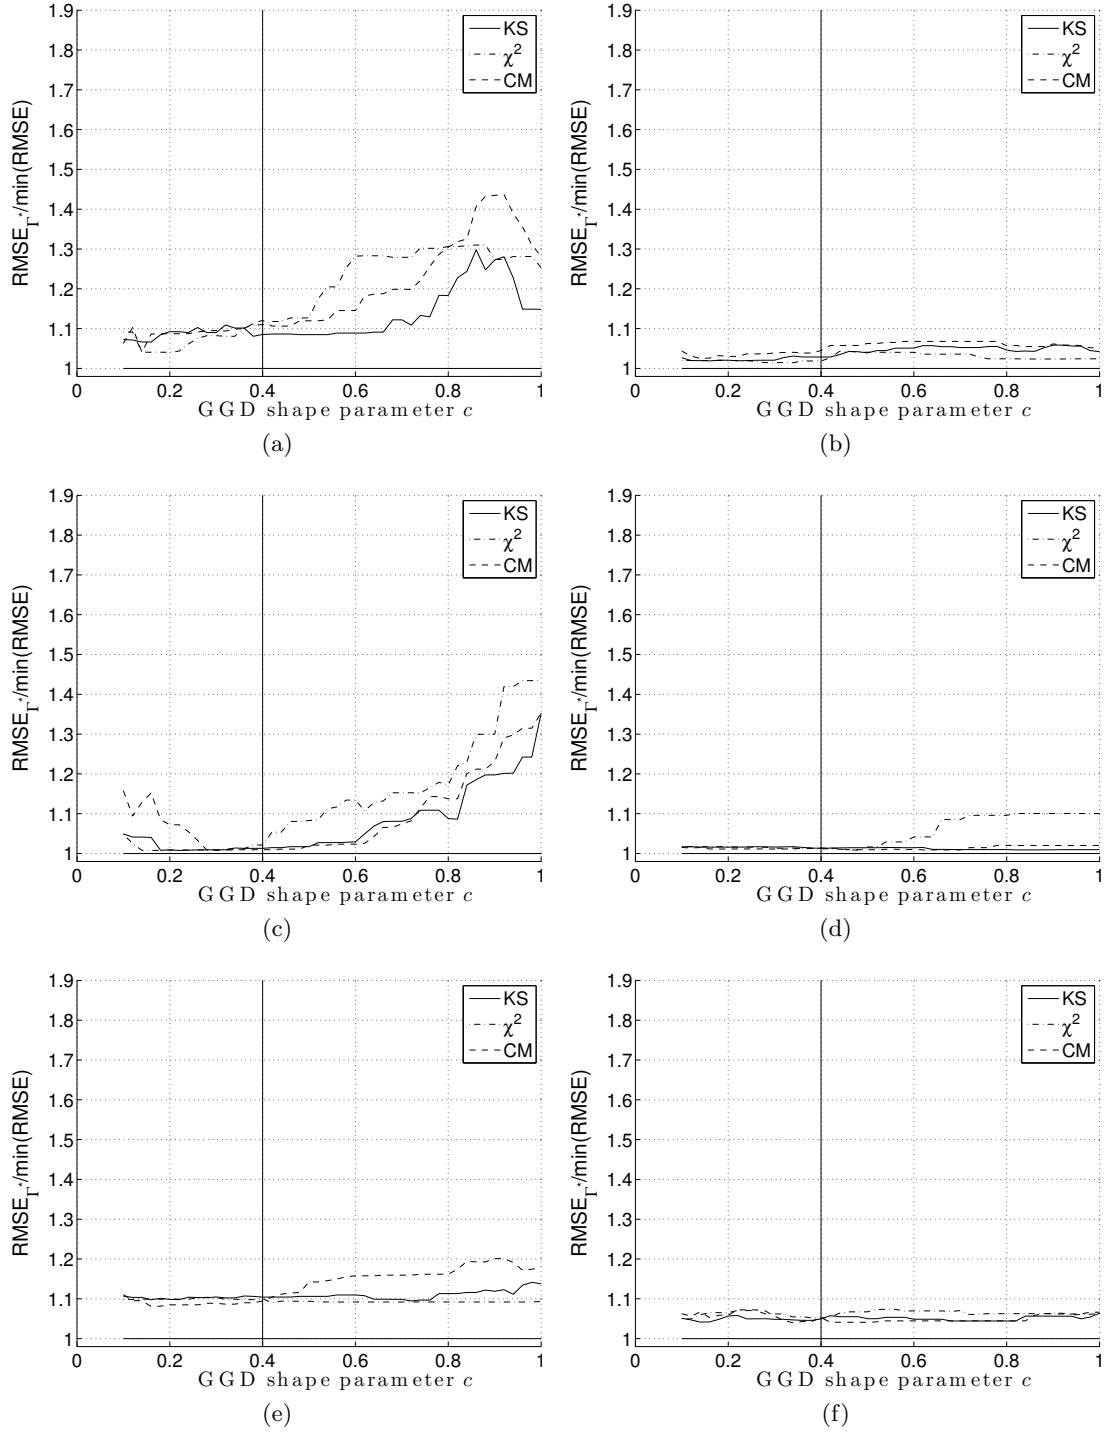 1.9
1.8
1.7
1.6
1.5
1.4
1.3
1.2
1.1
1
RMSE_Γ*/min(RMSE)
KS
χ²
CM
0 0.2 0.4 0.6 0.8 1
GGD shape parameter c
(a)
1.9
1.8
1.7
1.6
1.5
1.4
1.3
1.2
1.1
1
RMSE_Γ*/min(RMSE)
KS
χ²
CM
0 0.2 0.4 0.6 0.8 1
GGD shape parameter c
(b)
1.9
1.8
1.7
1.6
1.5
1.4
1.3
1.2
1.1
1
RMSE_Γ*/min(RMSE)
KS
χ²
CM
0 0.2 0.4 0.6 0.8 1
GGD shape parameter c
(c)
1.9
1.8
1.7
1.6
1.5
1.4
1.3
1.2
1.1
1
RMSE_Γ*/min(RMSE)
KS
χ²
CM
0 0.2 0.4 0.6 0.8 1
GGD shape parameter c
(d)
1.9
1.8
1.7
1.6
1.5
1.4
1.3
1.2
1.1
1
RMSE_Γ*/min(RMSE)
KS
χ²
CM
0 0.2 0.4 0.6 0.8 1
GGD shape parameter c
(e)
1.9
1.8
1.7
1.6
1.5
1.4
1.3
1.2
1.1
1
RMSE_Γ*/min(RMSE)
KS
χ²
CM
0 0.2 0.4 0.6 0.8 1
GGD shape parameter c
(f)